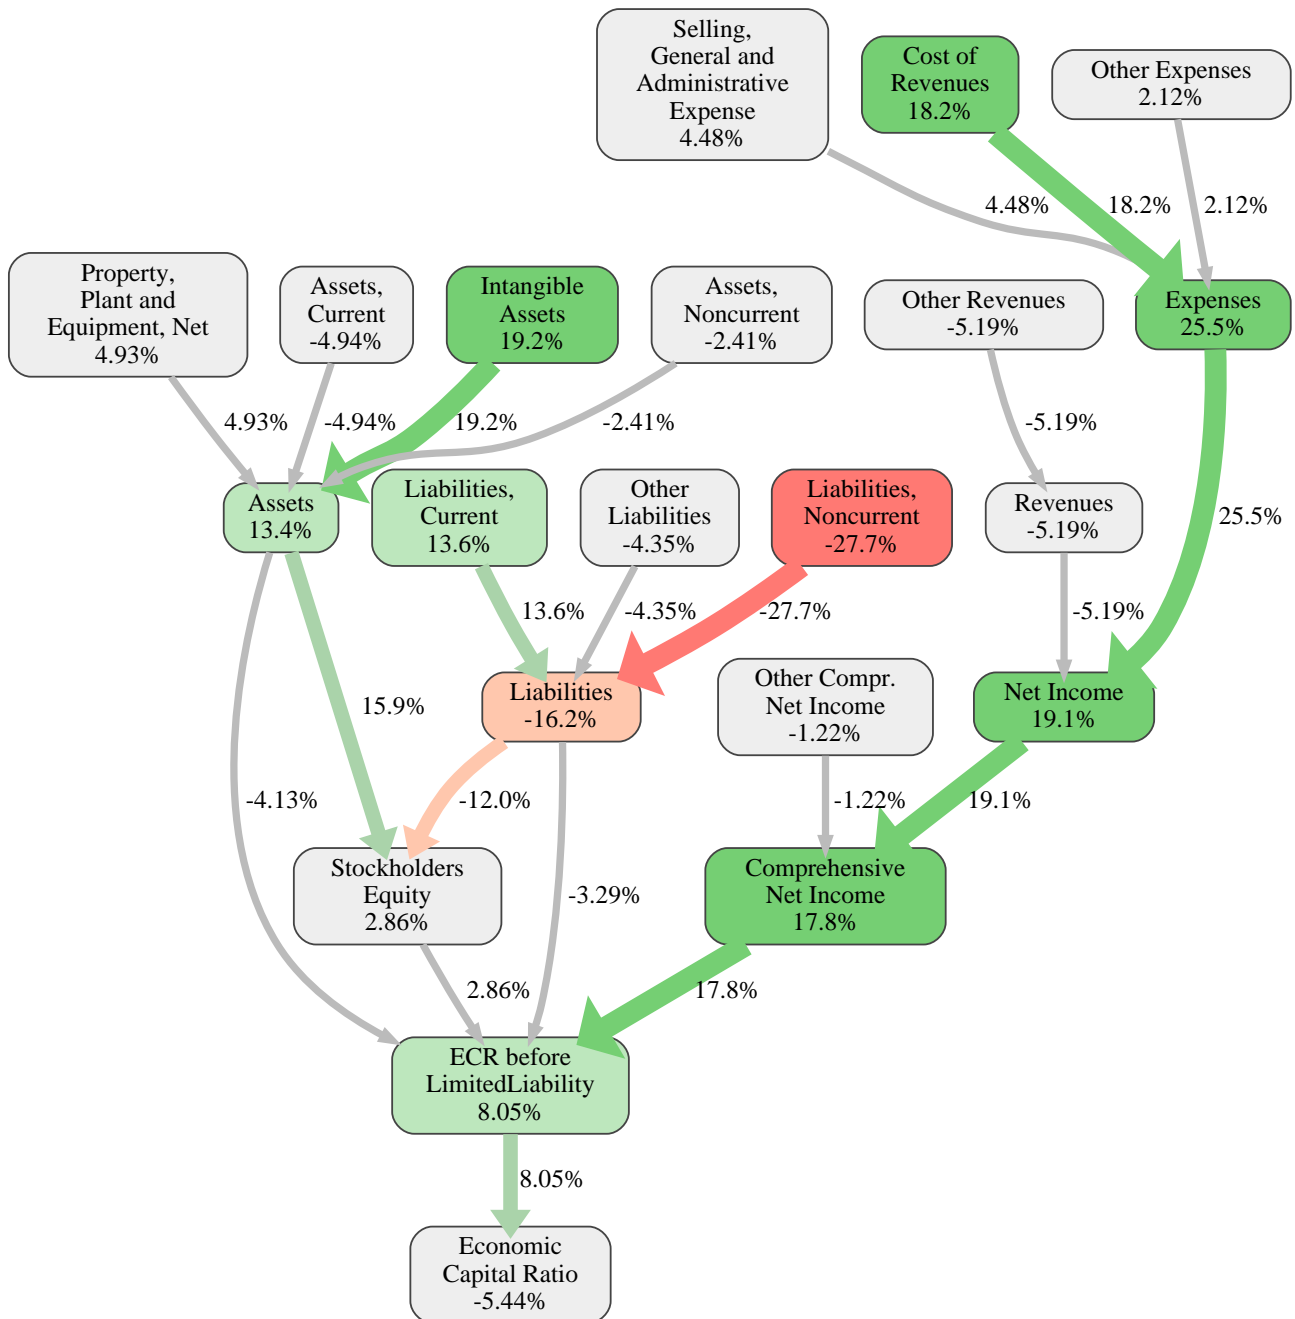 Selling,
General and
Administrative
Expense
4.48%
Cost of
Revenues
18.2%
Other Expenses
2.12%
4.48%
18.2%
2.12%
Property,
Plant and
Equipment, Net
4.93%
Assets,
Current
-4.94%
Intangible
Assets
19.2%
Assets,
Noncurrent
-2.41%
Other Revenues
-5.19%
Expenses
25.5%
4.93%
-4.94%
19.2%
-2.41%
-5.19%
25.5%
Assets
13.4%
Liabilities,
Current
13.6%
Other
Liabilities
-4.35%
Liabilities,
Noncurrent
-27.7%
Revenues
-5.19%
13.6%
-4.35%
-27.7%
-5.19%
15.9%
Liabilities
-16.2%
Other Compr.
Net Income
-1.22%
Net Income
19.1%
-4.13%
-12.0%
-1.22%
19.1%
Stockholders
Equity
2.86%
-3.29%
Comprehensive
Net Income
17.8%
2.86%
17.8%
ECR before
LimitedLiability
8.05%
8.05%
Economic
Capital Ratio
-5.44%